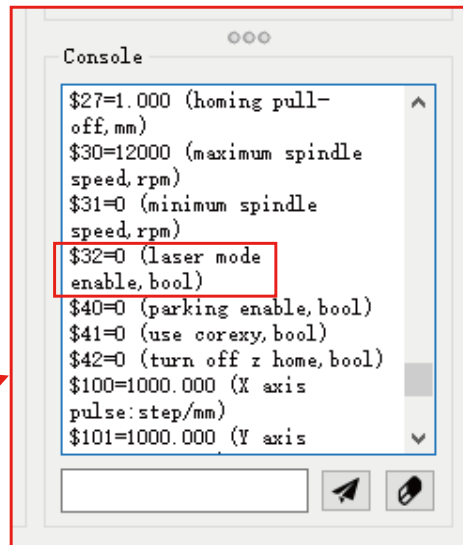 Console
$27=1.000 (homing pull-
off,mm)
$30=12000 (maximum spindle
speed,rpm)
$31=0 (minimum spindle
speed,rpm)
$32=0 (laser mode
enable,bool)
$40=0 (parking enable,bool)
$41=0 (use corexy,bool)
$42=0 (turn off z home,bool)
$100=1000.000 (X axis
pulse:step/mm)
$101=1000.000 (Y axis